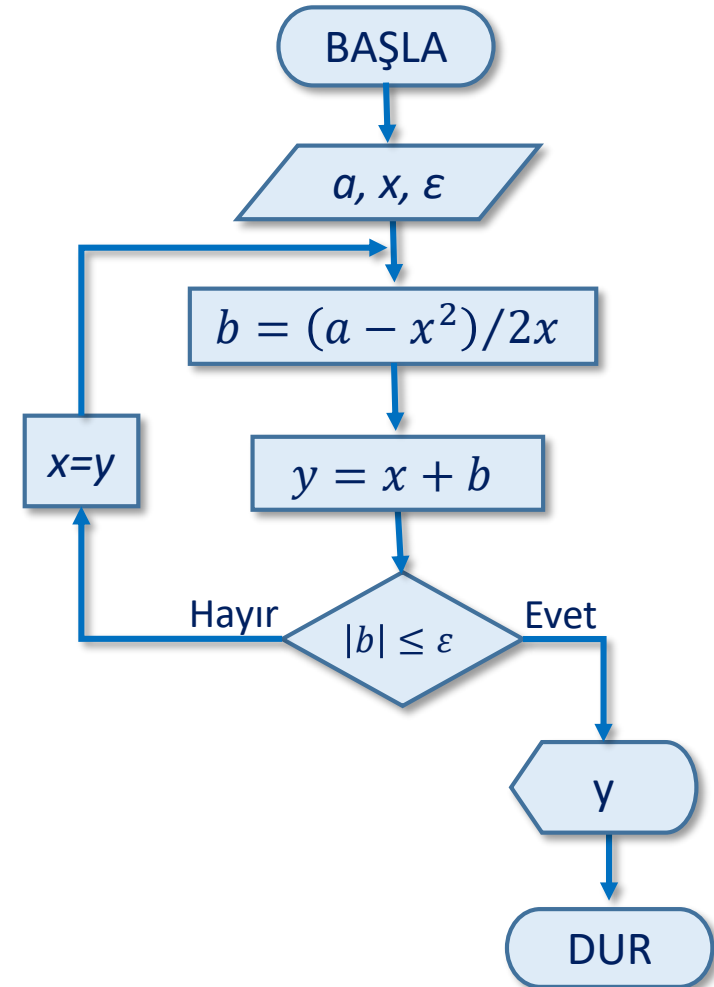 BAŞLA
a, x, ε
b = (a − x²)/2x
x=y
y = x + b
Hayır
|b| ≤ ε
Evet
y
DUR